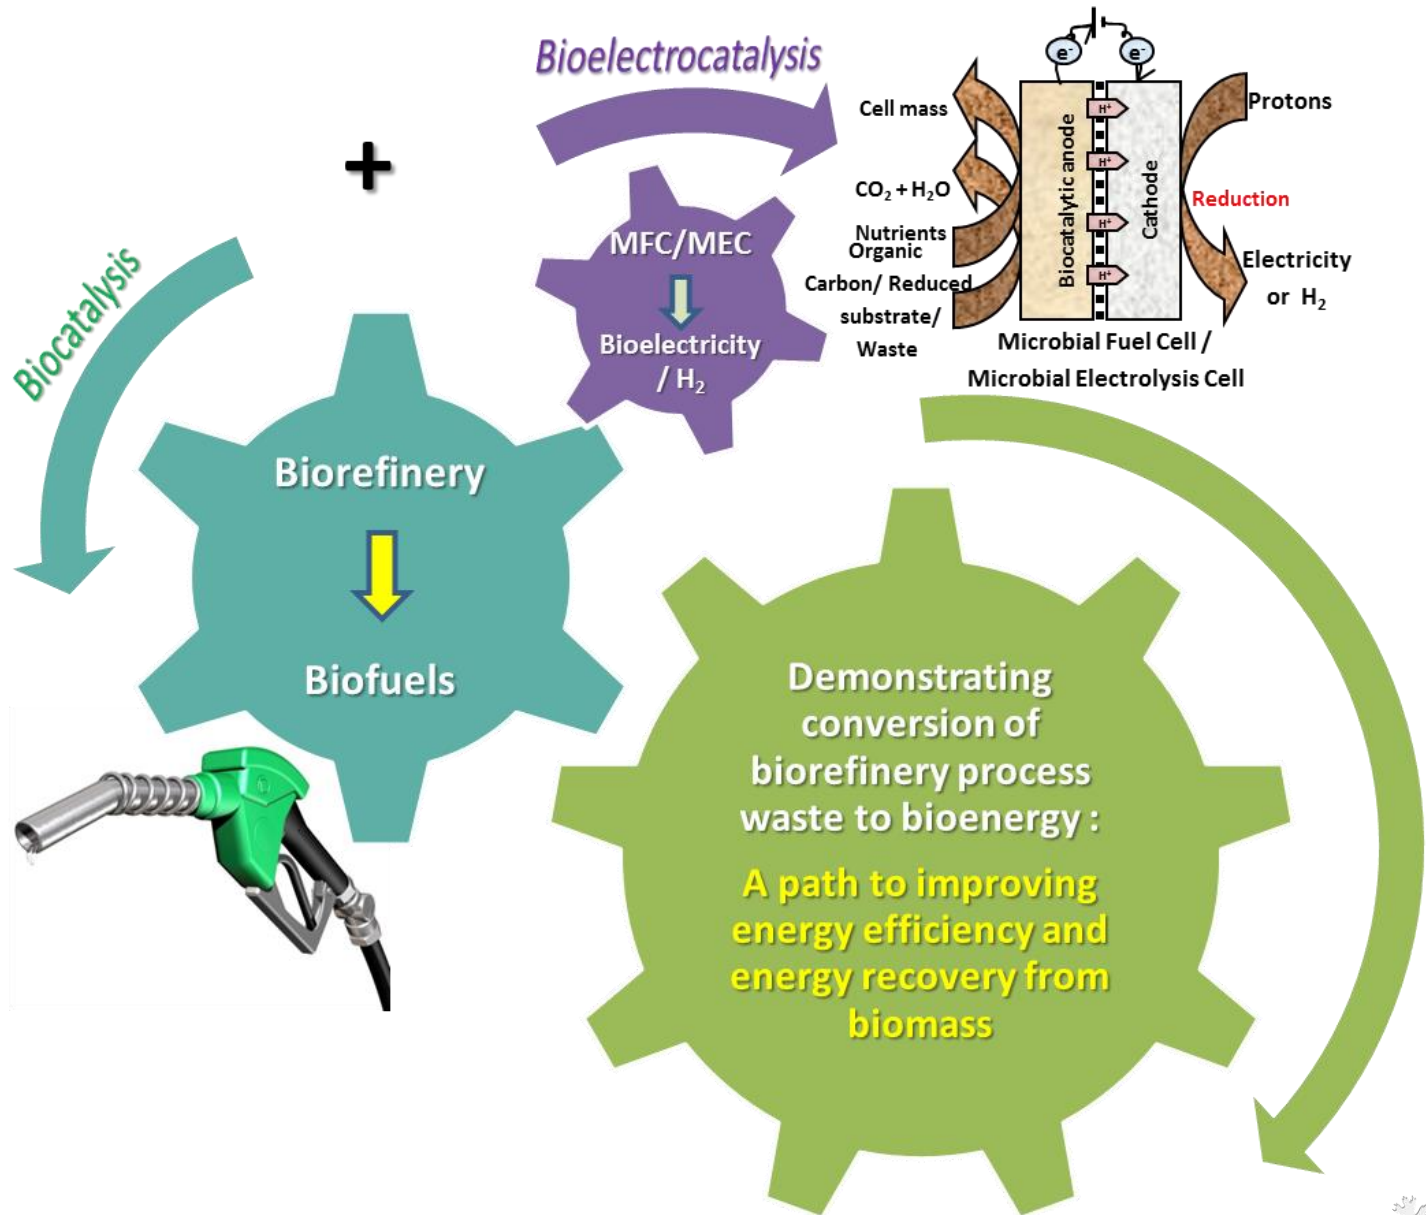 Bioelectrocatalysis
+
Biocatalysis
MFC/MEC
Bioelectricity
/ H₂
Biorefinery
Biofuels
e⁻
e⁻
Cell mass
CO₂ + H₂O
Nutrients
Organic
Carbon/ Reduced
substrate/
Waste
Biocatalytic anode
H⁺
H⁺
H⁺
H⁺
Cathode
Protons
Reduction
Electricity
or H₂
Microbial Fuel Cell /
Microbial Electrolysis Cell
Demonstrating
conversion of
biorefinery process
waste to bioenergy :
A path to improving
energy efficiency and
energy recovery from
biomass